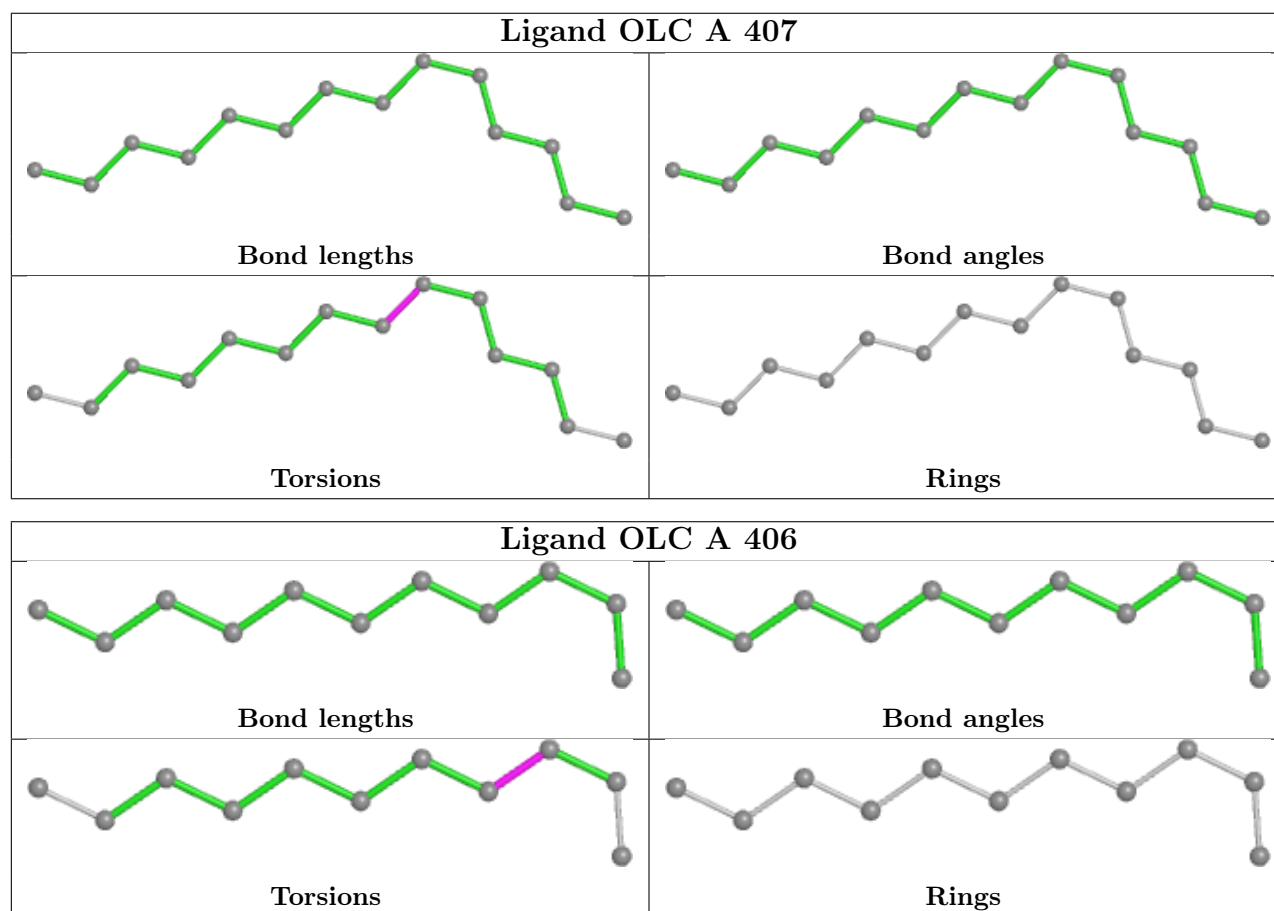 Ligand OLC A 407
Bond lengths
Bond angles
Torsions
Rings
Ligand OLC A 406
Bond lengths
Bond angles
Torsions
Rings